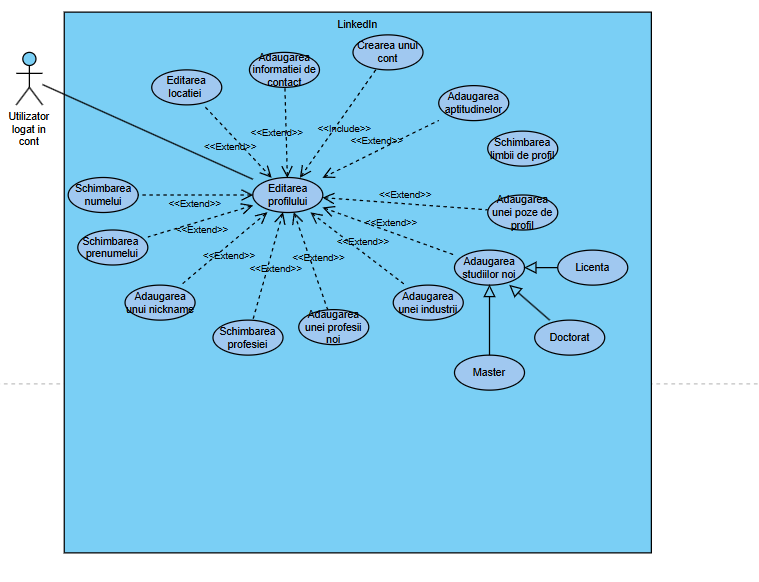 LinkedIn
Utilizator
logat in
cont
Crearea unui
cont
Adaugarea
informatiei de
contact
Editarea
locatiei
Adaugarea
aptitudinelor
<<Extend>>
<<Include>>
<<Extend>>
<<Extend>>
Schimbarea
limbii de profil
Schimbarea
numelui
Editarea
profilului
<<Extend>>
<<Extend>>
Adaugarea
unei poze de
profil
<<Extend>>
<<Extend>>
Schimbarea
prenumelui
<<Extend>>
<<Extend>>
<<Extend>>
<<Extend>>
Adaugarea
studiilor noi
Licenta
Adaugarea
unui nickname
Adaugarea
unei industrii
Schimbarea
profesiei
Adaugarea
unei profesii
noi
Doctorat
Master